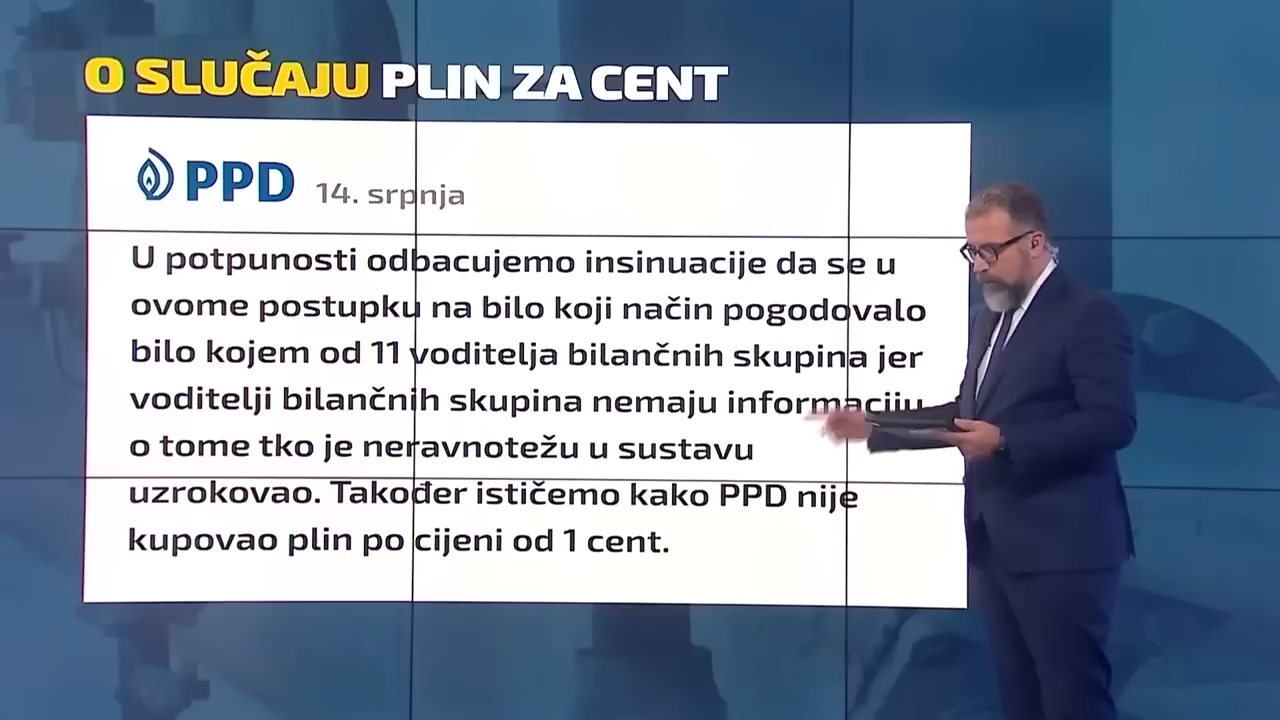 O SLUČAJU PLIN ZA CENT
PPD 14. srpnja
U potpunosti odbacujemo insinuacije da se u
ovome postupku na bilo koji način pogodovalo
bilo kojem od 11 voditelja bilančnih skupina jer
voditelji bilančnih skupina nemaju informaciju
o tome tko je neravnotežu u sustavu
uzrokovao. Također ističemo kako PPD nije
kupovao plin po cijeni od 1 cent.